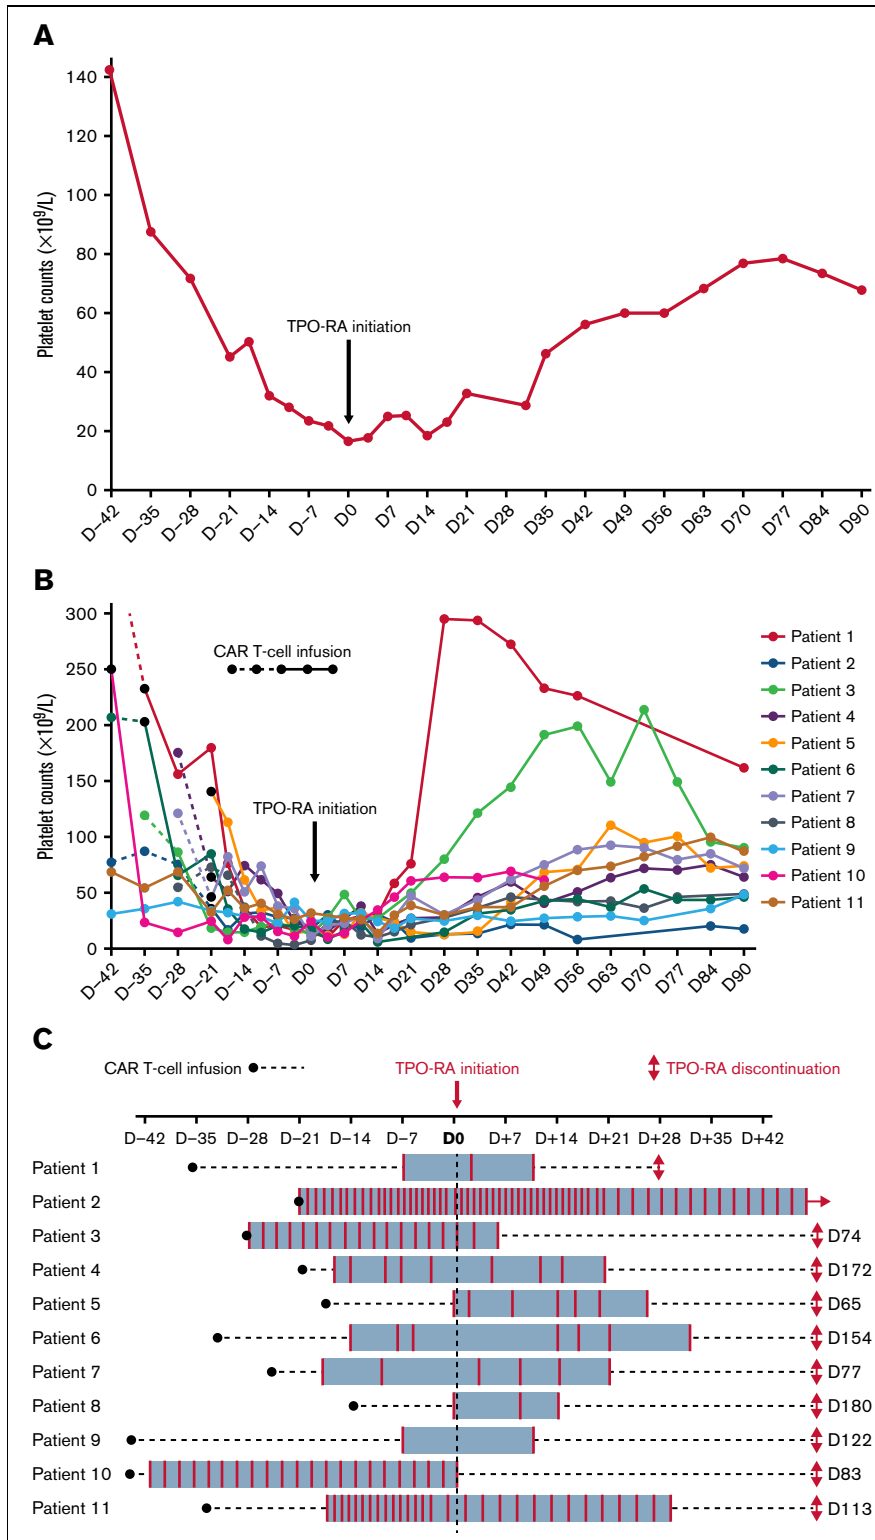 A
Platelet counts (×10⁹/L)
140
120
100
80
60
40
20
0
TPO-RA initiation
D–42 D–35 D–28 D–21 D–14 D–7 D0 D7 D14 D21 D28 D35 D42 D49 D56 D63 D70 D77 D84 D90
B
Platelet counts (×10⁹/L)
300
250
200
150
100
50
0
CAR T-cell infusion
TPO-RA initiation
Patient 1
Patient 2
Patient 3
Patient 4
Patient 5
Patient 6
Patient 7
Patient 8
Patient 9
Patient 10
Patient 11
D–42 D–35 D–28 D–21 D–14 D–7 D0 D7 D14 D21 D28 D35 D42 D49 D56 D63 D70 D77 D84 D90
C
CAR T-cell infusion TPO-RA initiation TPO-RA discontinuation
D–42 D–35 D–28 D–21 D–14 D–7 D0 D+7 D+14 D+21 D+28 D+35 D+42
Patient 1
Patient 2
Patient 3 D74
Patient 4 D172
Patient 5 D65
Patient 6 D154
Patient 7 D77
Patient 8 D180
Patient 9 D122
Patient 10 D83
Patient 11 D113